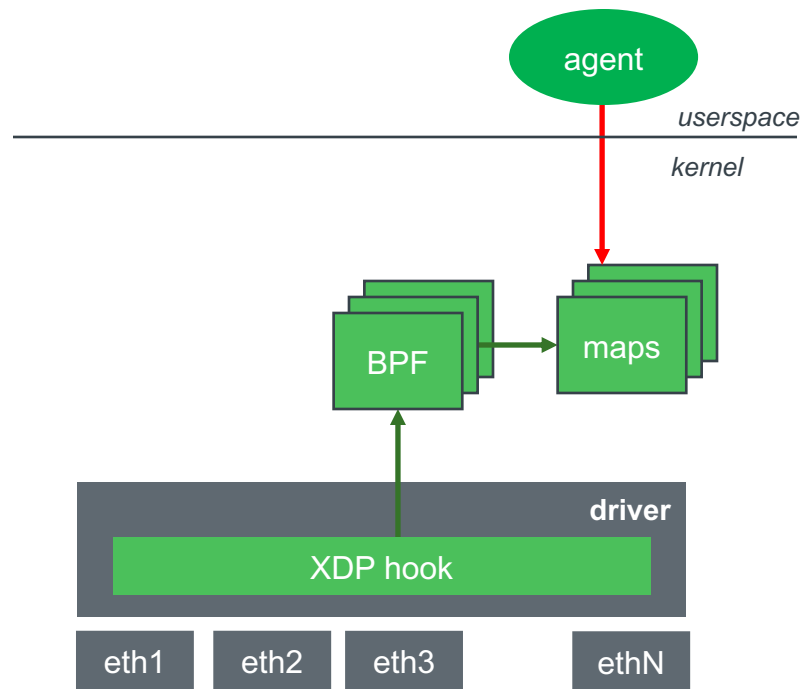 agent
userspace
kernel
BPF
maps
driver
XDP hook
eth1
eth2
eth3
ethN